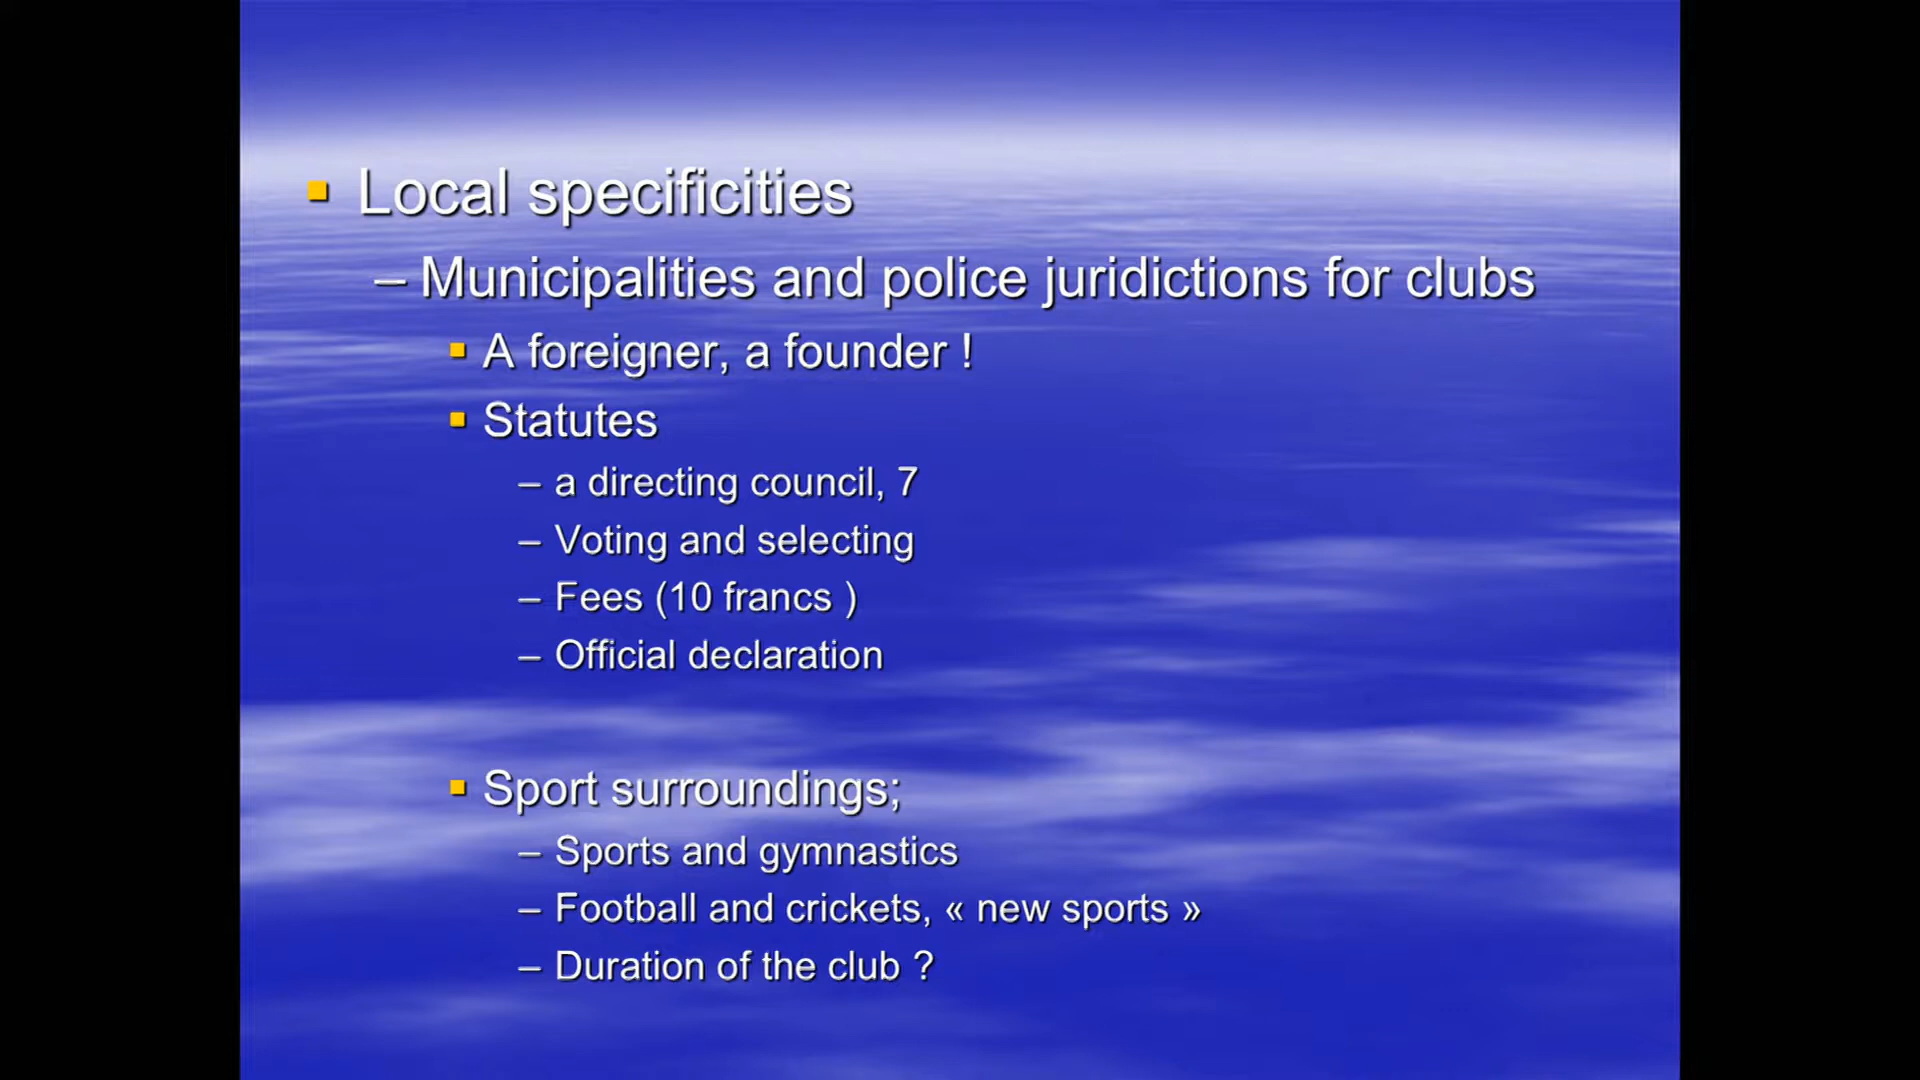 Local specificities
– Municipalities and police juridictions for clubs
A foreigner, a founder !
Statutes
– a directing council, 7
– Voting and selecting
– Fees (10 francs )
– Official declaration
Sport surroundings;
– Sports and gymnastics
– Football and crickets, « new sports »
– Duration of the club ?